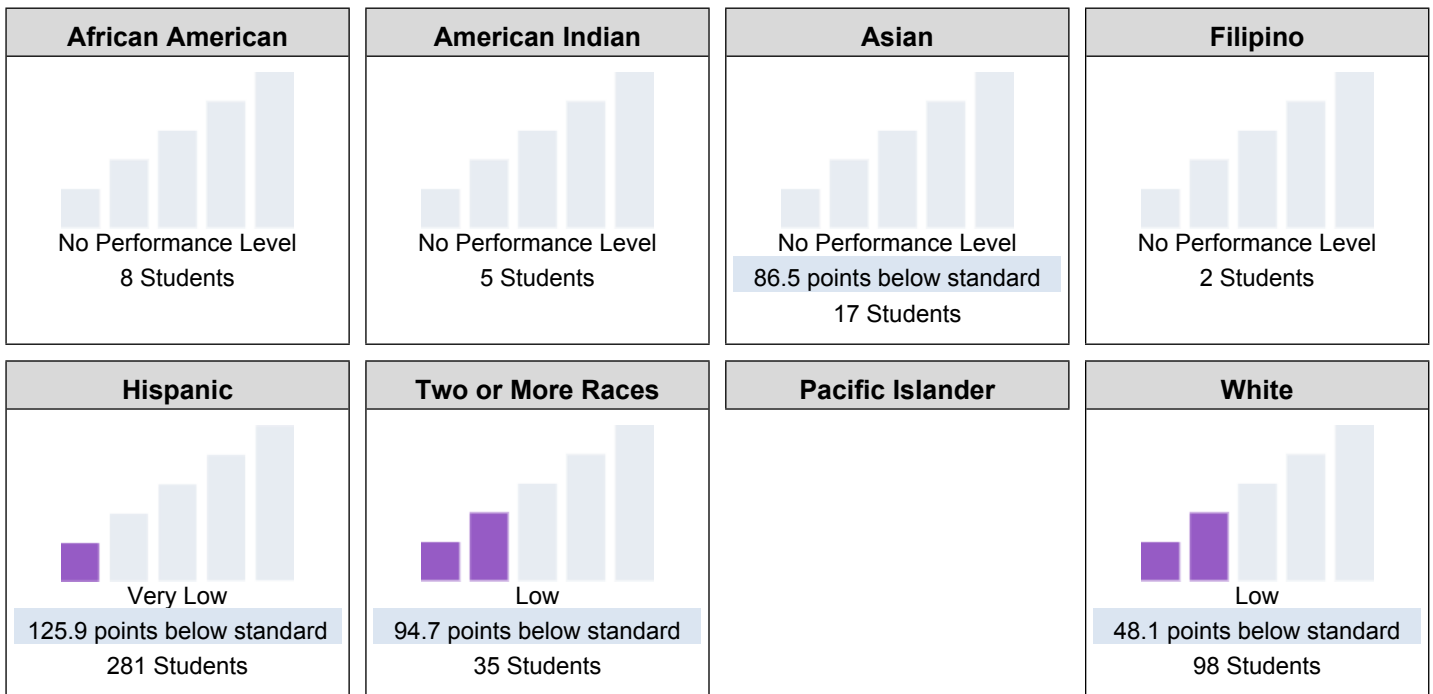 African American
No Performance Level
8 Students
American Indian
No Performance Level
5 Students
Asian
No Performance Level
86.5 points below standard
17 Students
Filipino
No Performance Level
2 Students
Hispanic
Very Low
125.9 points below standard
281 Students
Two or More Races
Low
94.7 points below standard
35 Students
Pacific Islander
White
Low
48.1 points below standard
98 Students